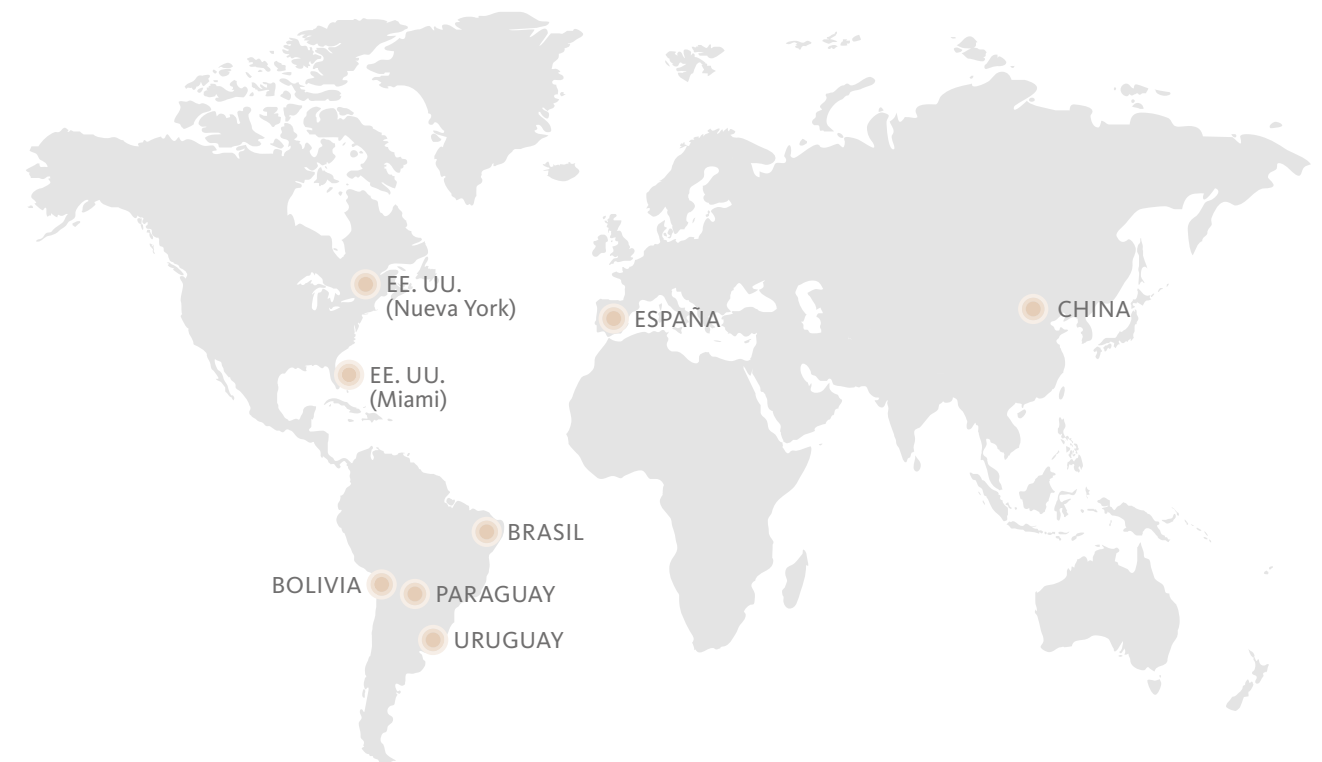 EE. UU.
(Nueva York)
ESPAÑA
CHINA
EE. UU.
(Miami)
BRASIL
BOLIVIA
PARAGUAY
URUGUAY